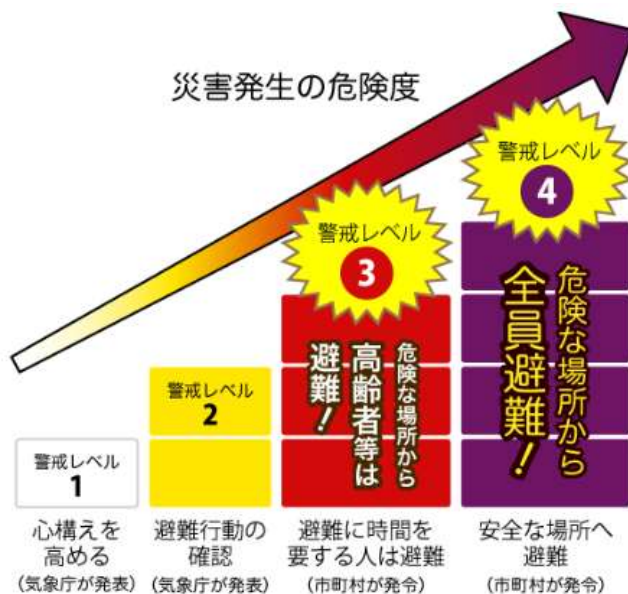 災害発生の危険度
警戒レベル
4
危険な場所から
全員避難！
警戒レベル
3
危険な場所から
高齢者等は
避難！
警戒レベル
2
警戒レベル
1
心構えを
高める
(気象庁が発表)
避難行動の
確認
(気象庁が発表)
避難に時間を
要する人は避難
(市町村が発令)
安全な場所へ
避難
(市町村が発令)